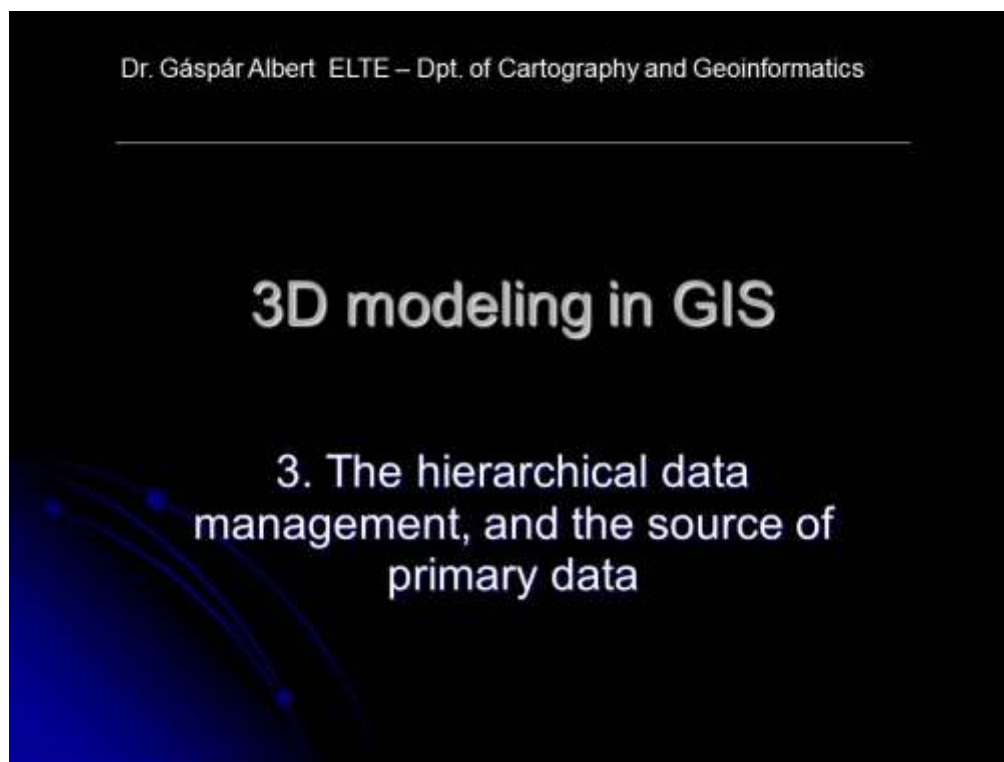 Dr. Gáspár Albert ELTE – Dpt. of Cartography and Geoinformatics
3D modeling in GIS
3. The hierarchical data
management, and the source of
primary data